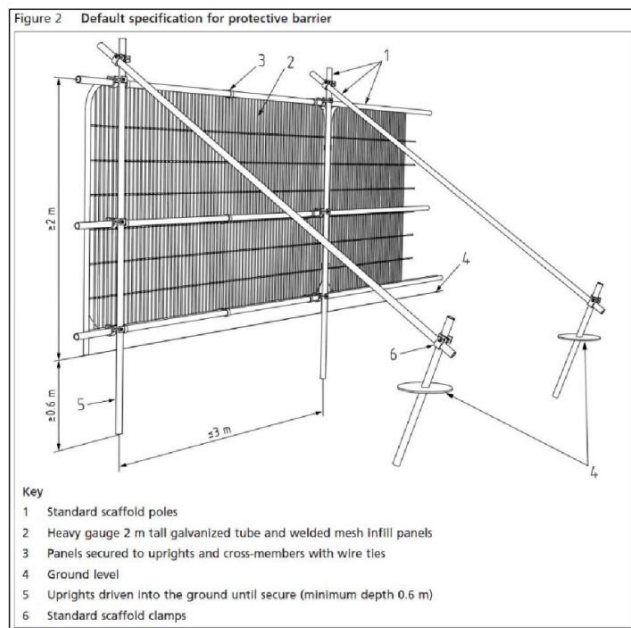 Figure 2 Default specification for protective barrier
3
2
1
≥2 m
4
6
≥0.6 m
5
≤3 m
4
Key
1 Standard scaffold poles
2 Heavy gauge 2 m tall galvanized tube and welded mesh infill panels
3 Panels secured to uprights and cross-members with wire ties
4 Ground level
5 Uprights driven into the ground until secure (minimum depth 0.6 m)
6 Standard scaffold clamps